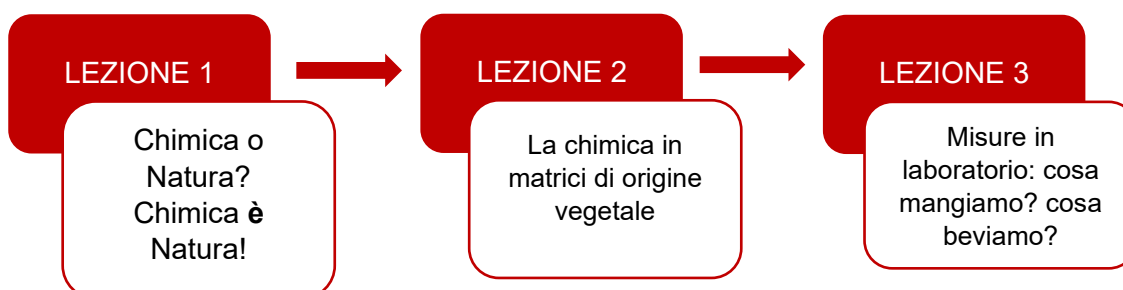 LEZIONE 1
Chimica o
Natura?
Chimica è
Natura!
LEZIONE 2
La chimica in
matrici di origine
vegetale
LEZIONE 3
Misure in
laboratorio: cosa
mangiamo? cosa
beviamo?